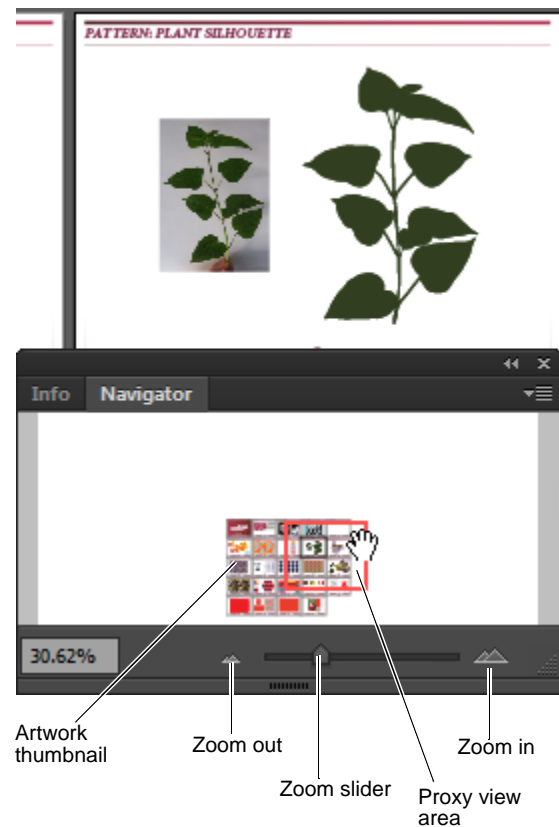 PATTERN: PLANT SILHOUETTE
Info Navigator
30.62%
Artwork
thumbnail
Zoom out
Zoom slider
Zoom in
Proxy view
area